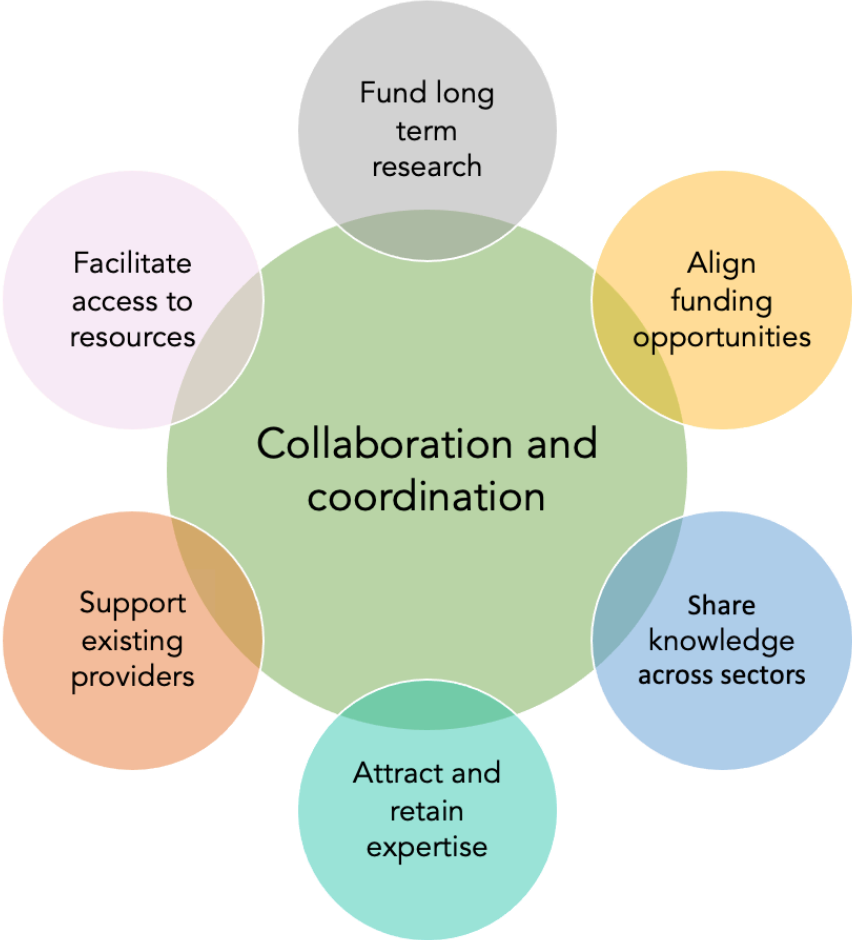 Fund long
term
research
Align
funding
opportunities
Share
knowledge
across sectors
Attract and
retain
expertise
Support
existing
providers
Facilitate
access to
resources
Collaboration and
coordination